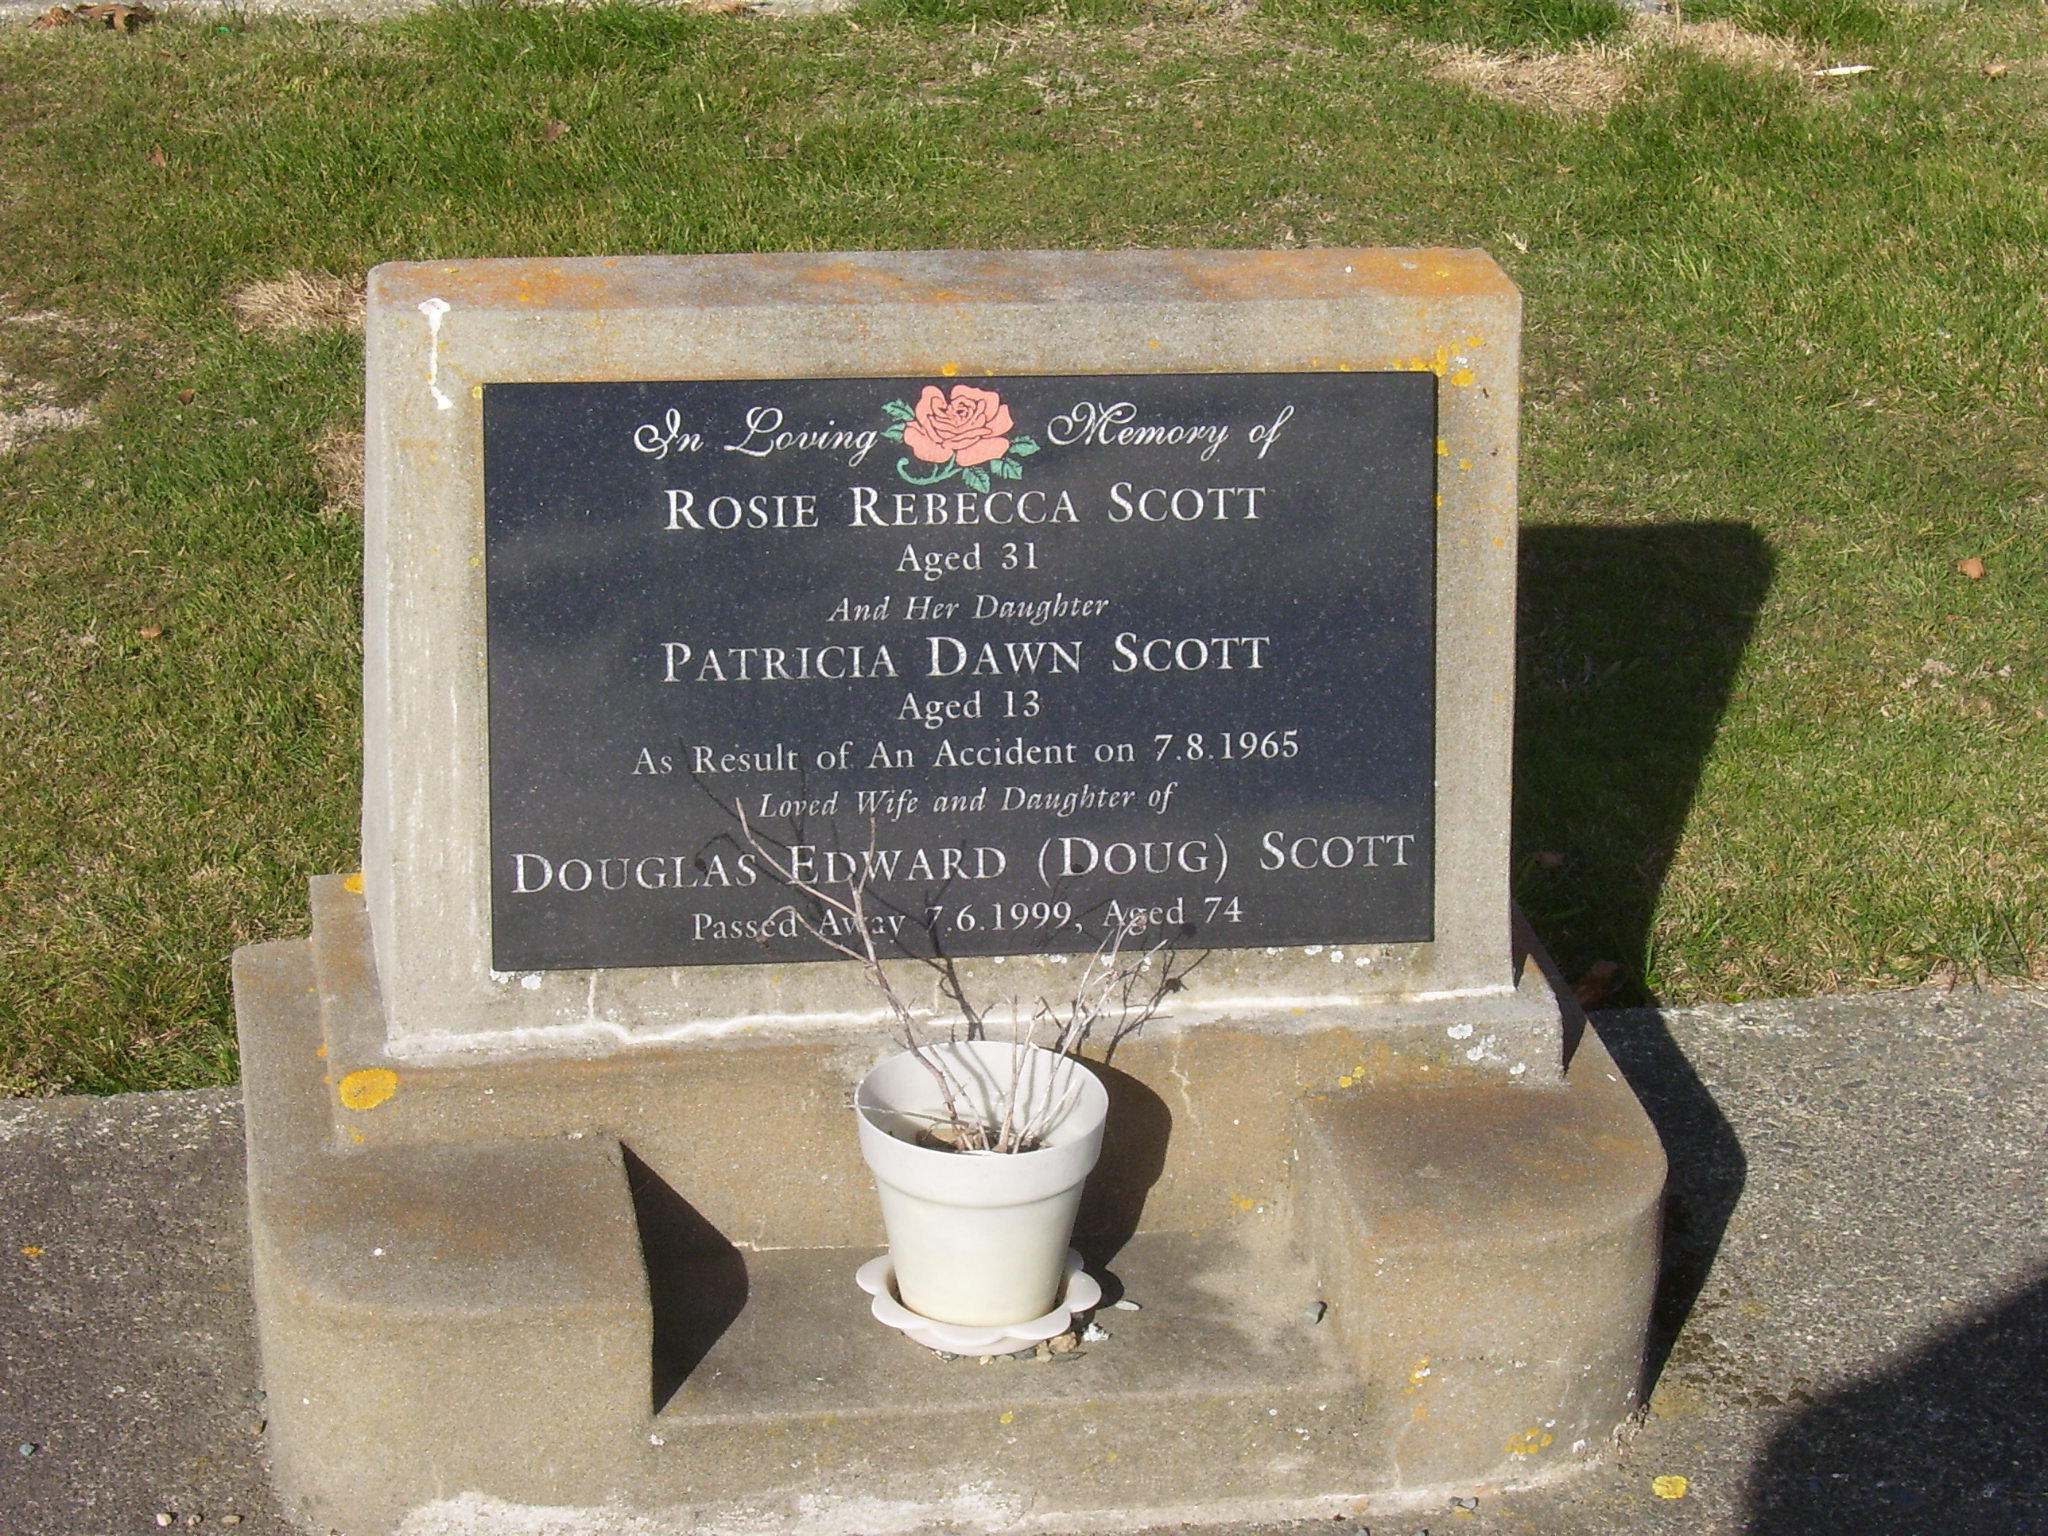 In Loving Memory of
ROSIE REBECCA SCOTT
Aged 31
And Her Daughter
PATRICIA DAWN SCOTT
Aged 13
As Result of An Accident on 7.8.1965
Loved Wife and Daughter of
DOUGLAS EDWARD (DOUG) SCOTT
Passed Away 7.6.1999, Aged 74